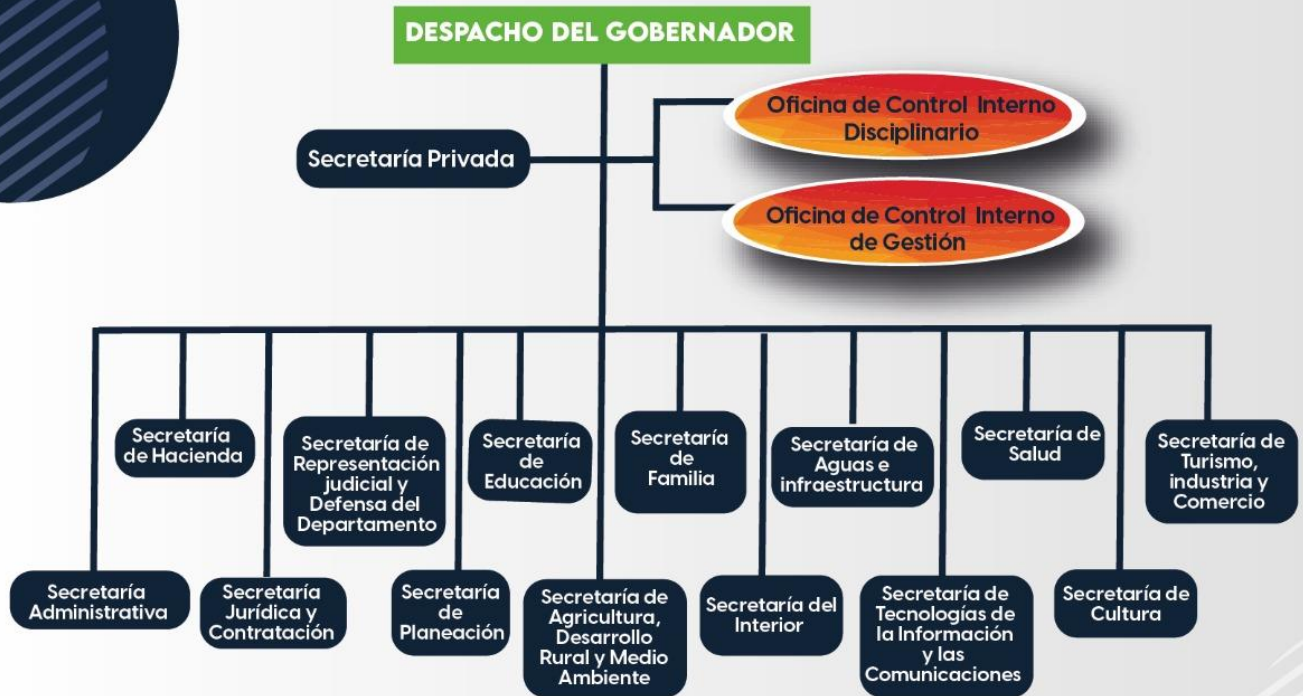 DESPACHO DEL GOBERNADOR
Oficina de Control Interno
Disciplinario
Secretaría Privada
Oficina de Control Interno
de Gestión
Secretaría
de Hacienda
Secretaría de
Representación
judicial y
Defensa del
Departamento
Secretaría
de
Educación
Secretaría
de
Familia
Secretaría de
Aguas e
infraestructura
Secretaría de
Salud
Secretaría de
Turismo,
industria y
Comercio
Secretaría
Administrativa
Secretaría
Jurídica y
Contratación
Secretaría
de
Planeación
Secretaría de
Agricultura,
Desarrollo
Rural y Medio
Ambiente
Secretaría del
Interior
Secretaría de
Tecnologías de
la Información
y las
Comunicaciones
Secretaría de
Cultura